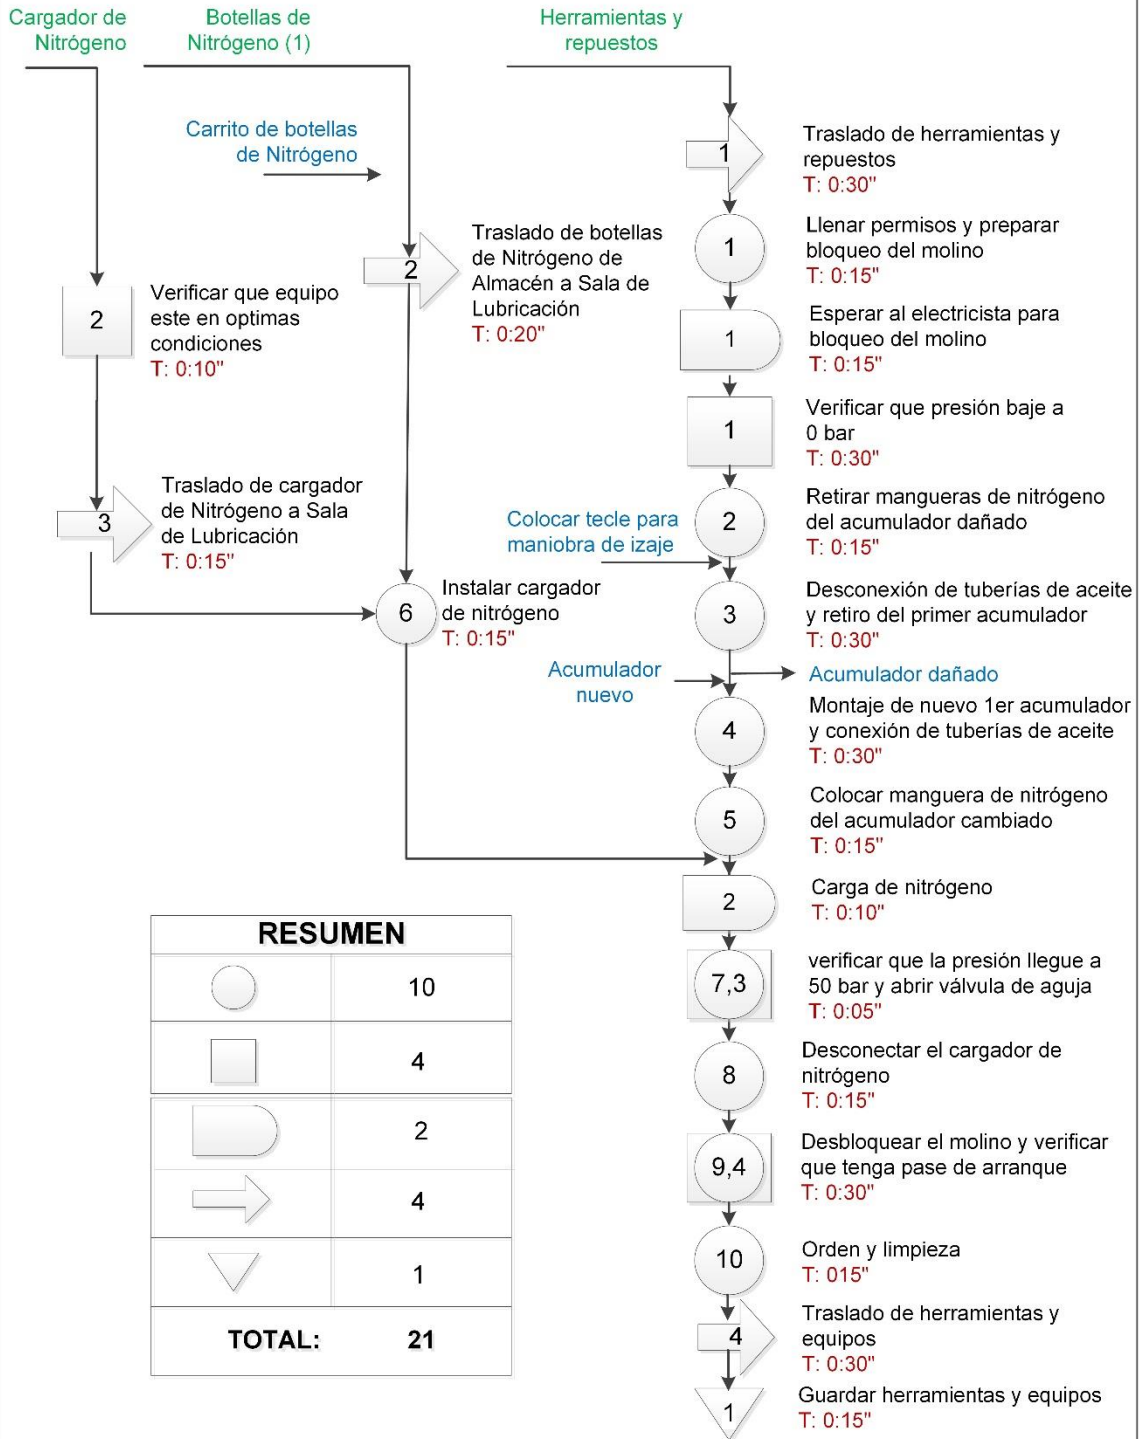 Cargador de
Nitrógeno
Botellas de
Nitrógeno (1)
Herramientas y
repuestos
Carrito de botellas
de Nitrógeno
1
Traslado de herramientas y
repuestos
T: 0:30"
1
Llenar permisos y preparar
bloqueo del molino
T: 0:15"
2
Traslado de botellas
de Nitrógeno de
Almacén a Sala de
Lubricación
T: 0:20"
2
Verificar que equipo
este en optimas
condiciones
T: 0:10"
1
Esperar al electricista para
bloqueo del molino
T: 0:15"
1
Verificar que presión baje a
0 bar
T: 0:30"
3
Traslado de cargador
de Nitrógeno a Sala
de Lubricación
T: 0:15"
2
Retirar mangueras de nitrógeno
del acumulador dañado
T: 0:15"
Colocar tecle para
maniobra de izaje
6
Instalar cargador
de nitrógeno
T: 0:15"
3
Desconexión de tuberías de aceite
y retiro del primer acumulador
T: 0:30"
Acumulador
nuevo
Acumulador dañado
4
Montaje de nuevo 1er acumulador
y conexión de tuberías de aceite
T: 0:30"
5
Colocar manguera de nitrógeno
del acumulador cambiado
T: 0:15"
2
Carga de nitrógeno
T: 0:10"
7,3
verificar que la presión llegue a
50 bar y abrir válvula de aguja
T: 0:05"
8
Desconectar el cargador de
nitrógeno
T: 0:15"
9,4
Desbloquear el molino y verificar
que tenga pase de arranque
T: 0:30"
10
Orden y limpieza
T: 015"
4
Traslado de herramientas y
equipos
T: 0:30"
1
Guardar herramientas y equipos
T: 0:15"
RESUMEN
10
4
2
4
1
TOTAL: 21